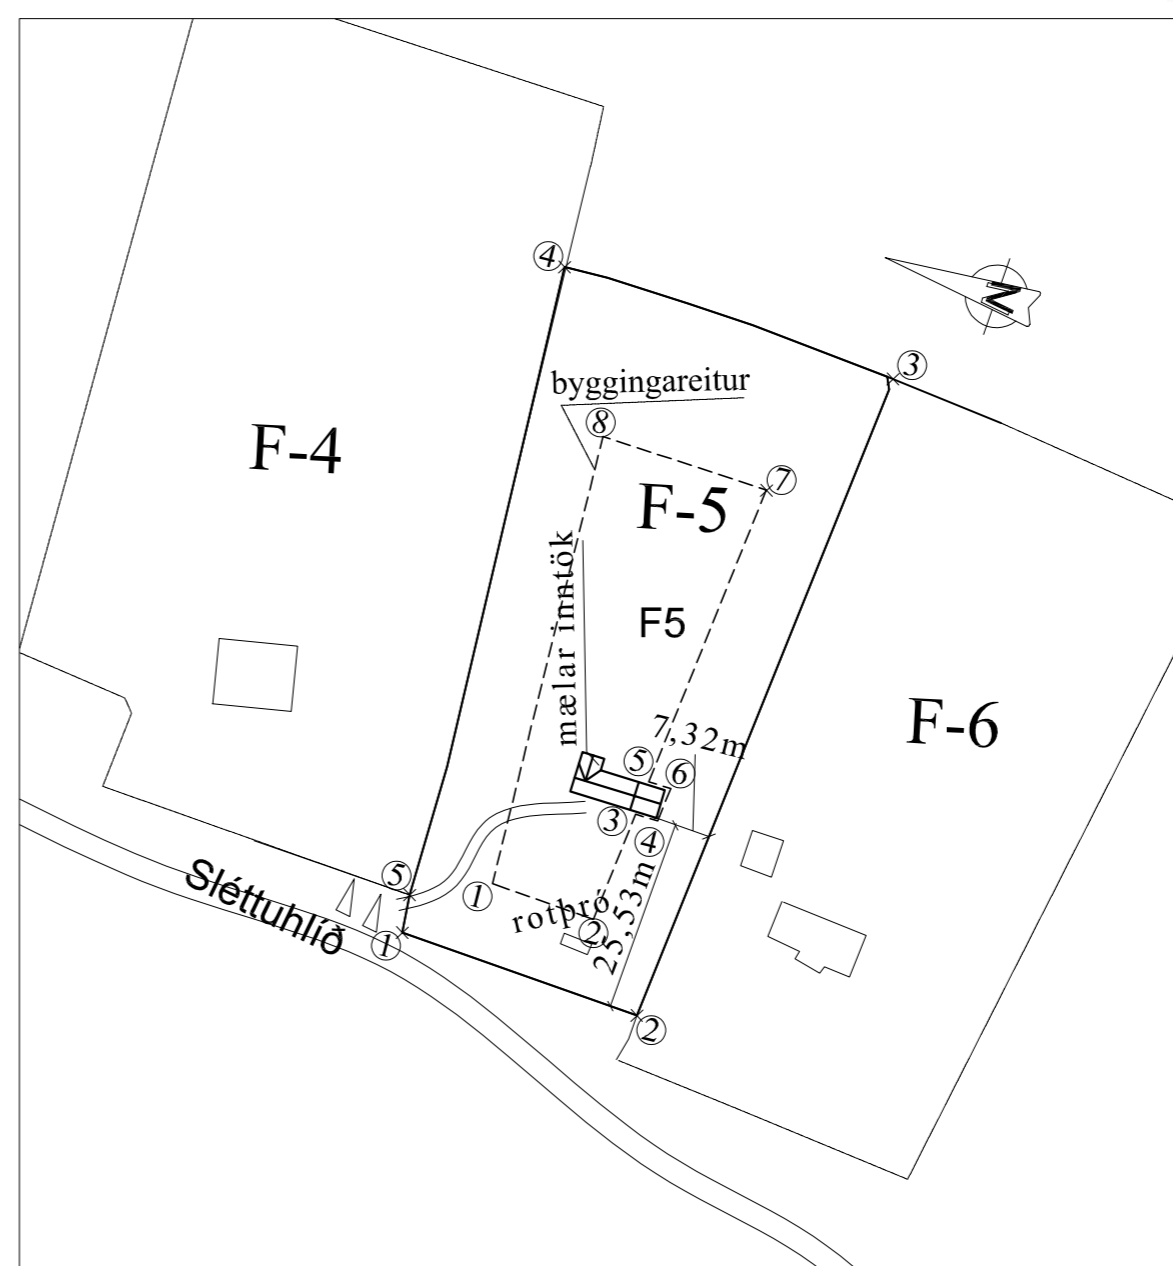 4
N
3
byggingareitur
8
F-4
7
F-5
mælar inntök
F5
7,32m
F-6
5
6
3
4
5
Sléttuhlíð
1
rotþró
2
25,53m
1
2